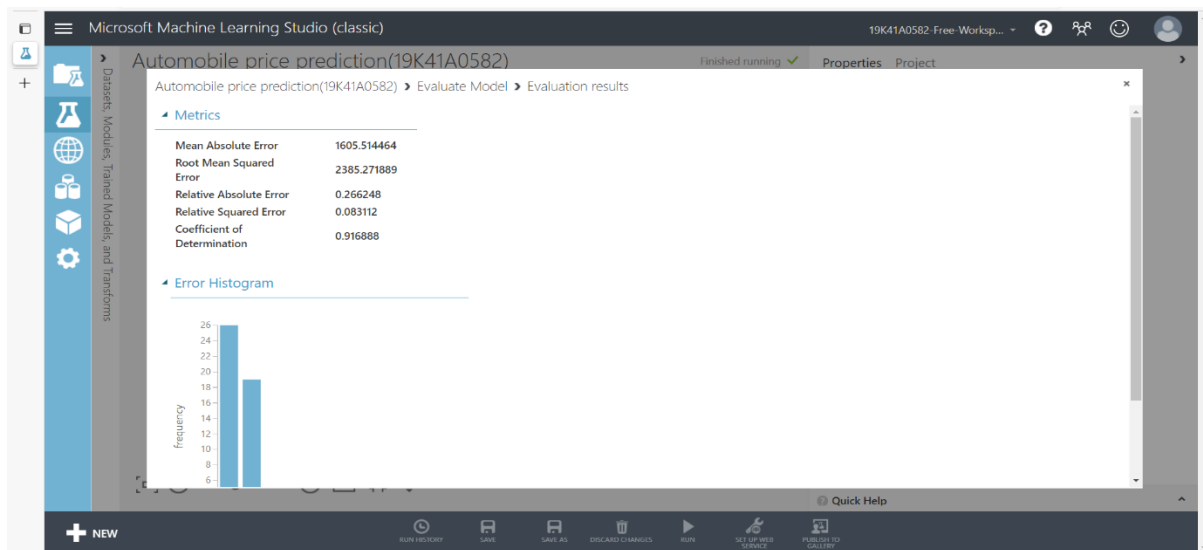 Microsoft Machine Learning Studio (classic)
19K41A0582-Free-Worksp...
Automobile price prediction(19K41A0582)
Finished running
Properties Project
Datasets, Modules, Trained Models, and Transforms
Automobile price prediction(19K41A0582) › Evaluate Model › Evaluation results
×
Metrics
Mean Absolute Error 1605.514464
Root Mean Squared
Error 2385.271889
Relative Absolute Error 0.266248
Relative Squared Error 0.083112
Coefficient of
Determination 0.916888
Error Histogram
26
24
22
20
18
16
14
12
10
8
6
frequency
Quick Help
NEW
RUN HISTORY
SAVE
SAVE AS
DISCARD CHANGES
RUN
SET UP WEB
SERVICE
PUBLISH TO
GALLERY